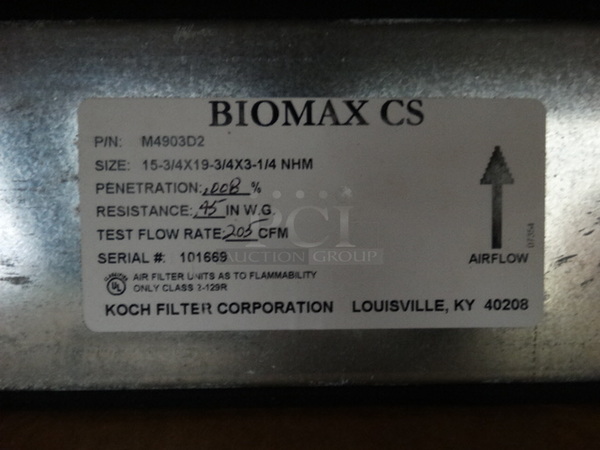 BIOMAX CS
P/N: M4903D2
SIZE: 15-3/4X19-3/4X3-1/4 NHM
PENETRATION: .008 %
RESISTANCE: .45 IN W.G.
TEST FLOW RATE: 205 CFM
SERIAL #: 101669
AIR FILTER UNITS AS TO FLAMMABILITY
ONLY CLASS 2-129R
KOCH FILTER CORPORATION LOUISVILLE, KY 40208
AIRFLOW
PCI
AUCTION GROUP
UL